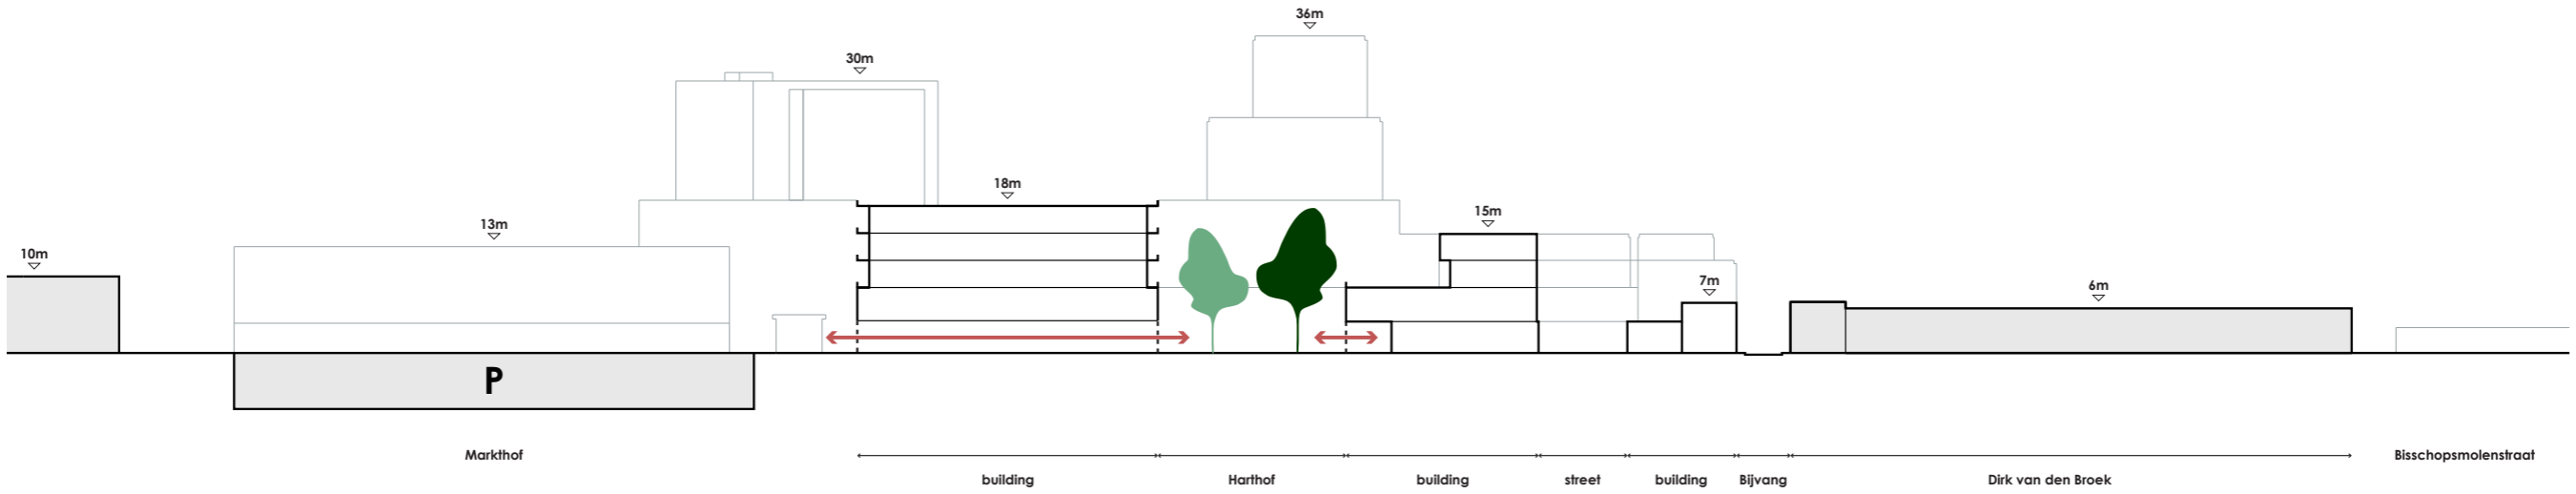 36m
30m
18m
13m
15m
10m
7m
6m
P
Markthof
Bisschopsmolenstraat
building
Harthof
building
street
building
Bijvang
Dirk van den Broek